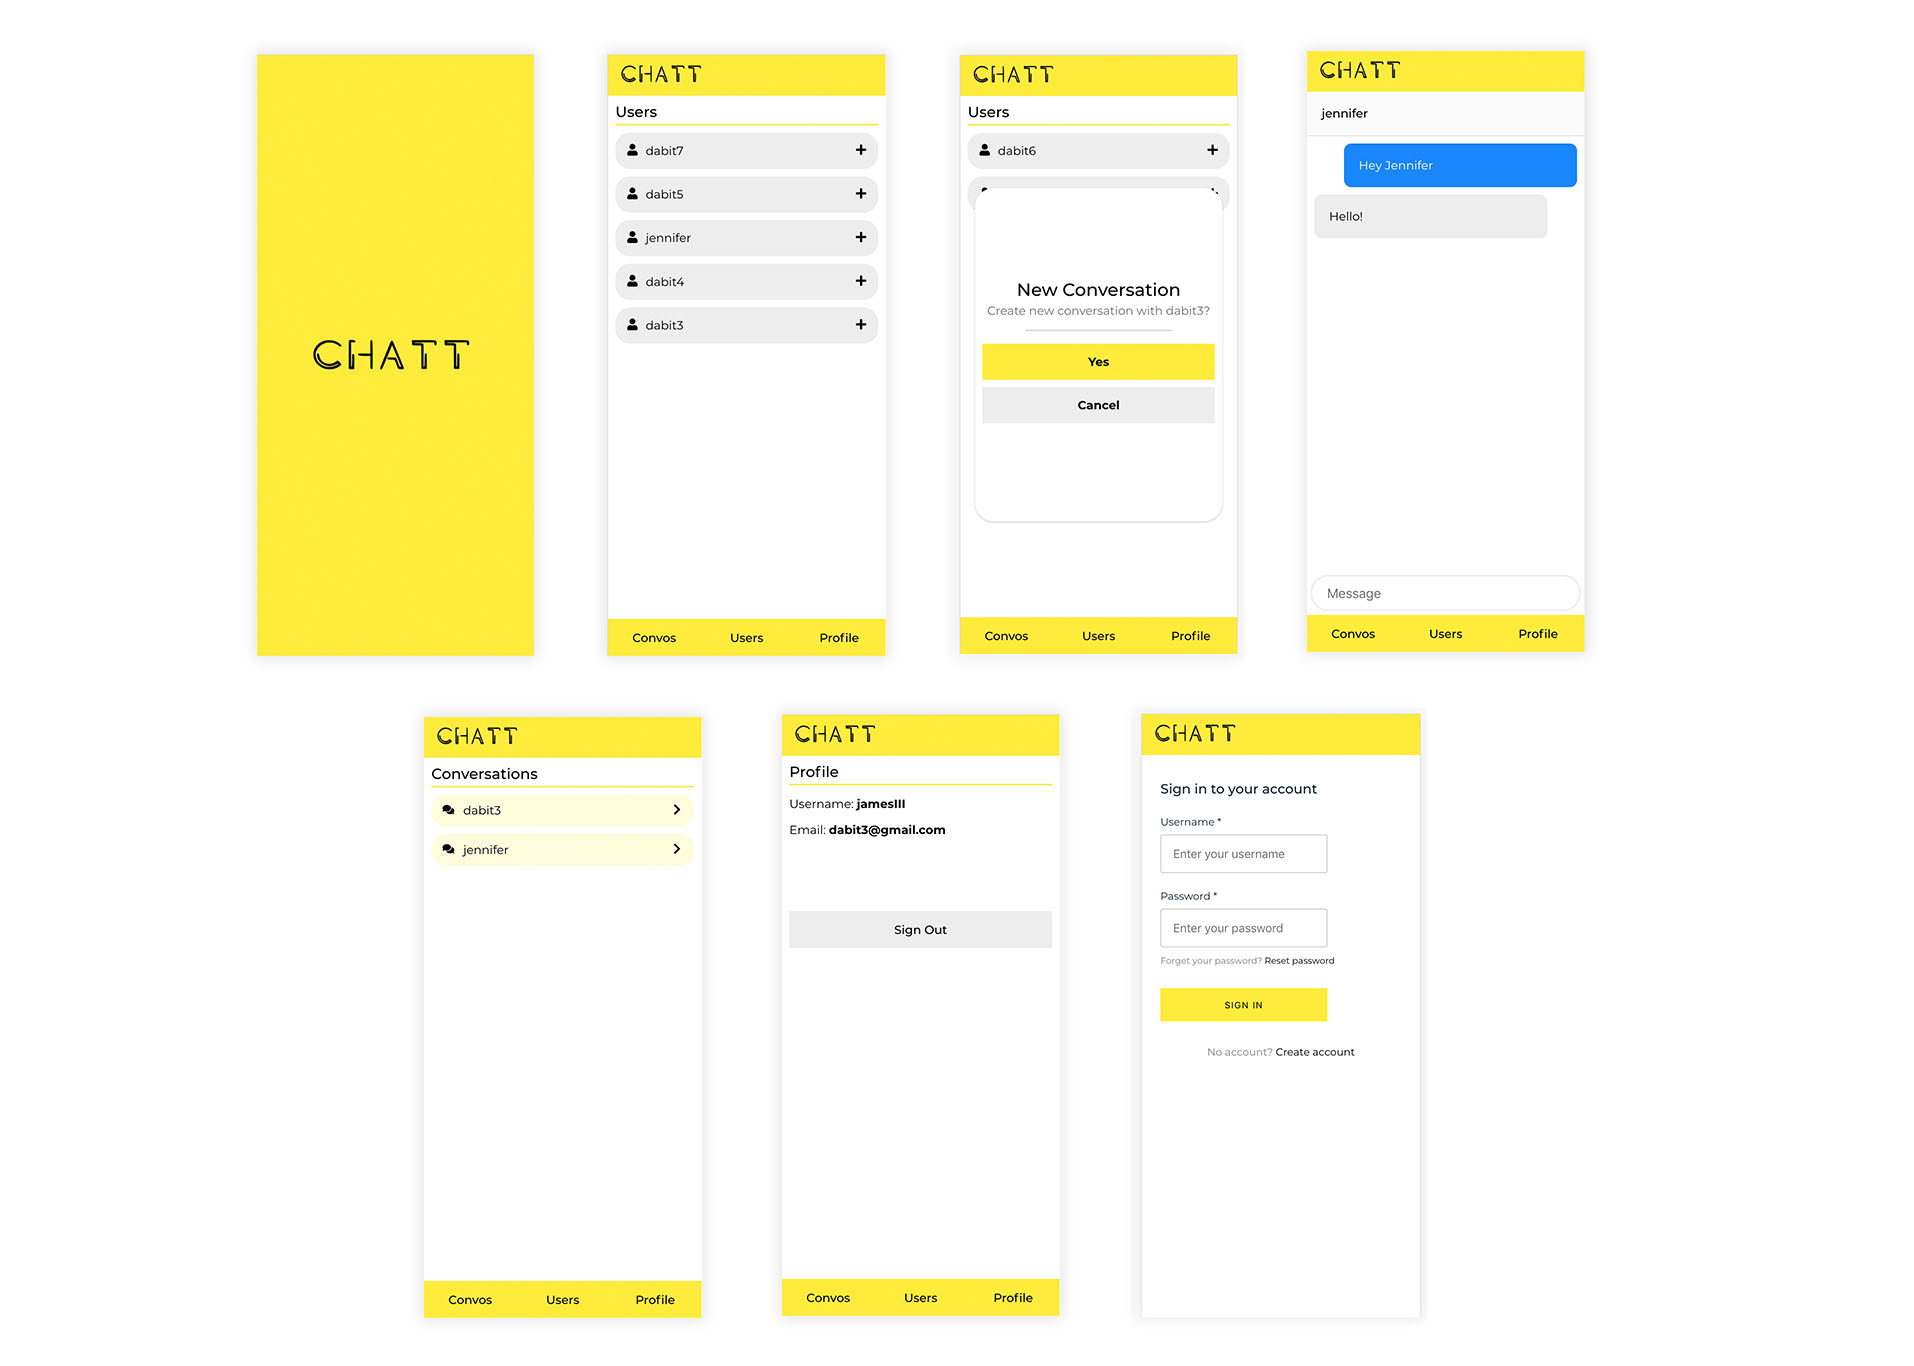 CHATT
CHATT
Users
dabit7
dabit5
jennifer
dabit4
dabit3
Convos Users Profile
CHATT
Users
dabit6
New Conversation
Create new conversation with dabit3?
Yes
Cancel
Convos Users Profile
CHATT
jennifer
Hey Jennifer
Hello!
Message
Convos Users Profile
CHATT
Conversations
dabit3
jennifer
Convos Users Profile
CHATT
Profile
Username: jamesIII
Email: dabit3@gmail.com
Sign Out
Convos Users Profile
CHATT
Sign in to your account
Username *
Enter your username
Password *
Enter your password
Forget your password? Reset password
SIGN IN
No account? Create account